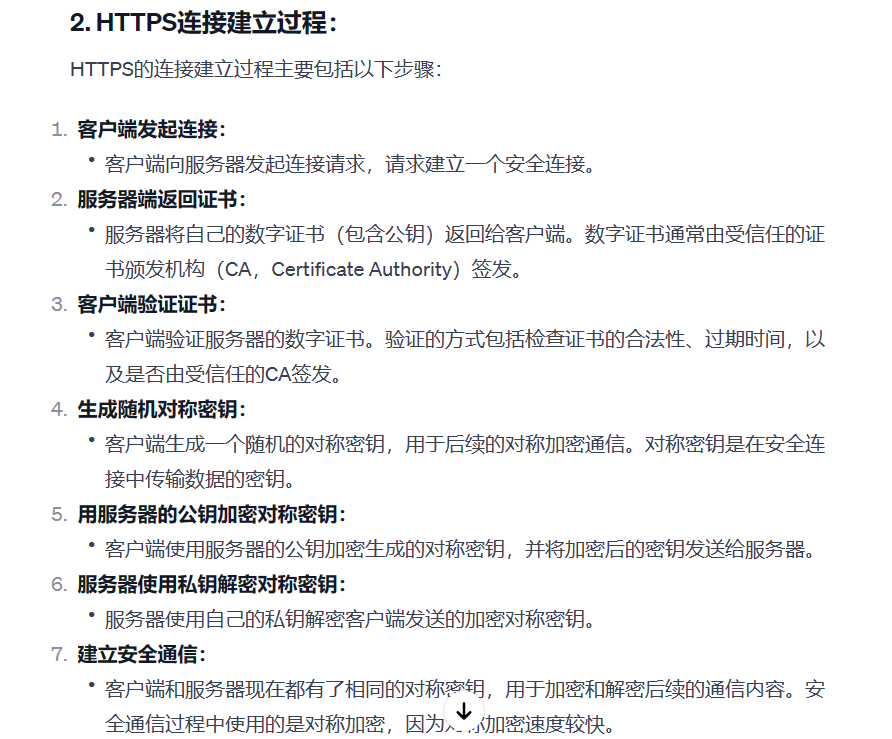 2. HTTPS连接建立过程：
HTTPS的连接建立过程主要包括以下步骤：
1. 客户端发起连接：
• 客户端向服务器发起连接请求，请求建立一个安全连接。
2. 服务器端返回证书：
• 服务器将自己的数字证书（包含公钥）返回给客户端。数字证书通常由受信任的证
书颁发机构（CA，Certificate Authority）签发。
3. 客户端验证证书：
• 客户端验证服务器的数字证书。验证的方式包括检查证书的合法性、过期时间，以
及是否由受信任的CA签发。
4. 生成随机对称密钥：
• 客户端生成一个随机的对称密钥，用于后续的对称加密通信。对称密钥是在安全连
接中传输数据的密钥。
5. 用服务器的公钥加密对称密钥：
• 客户端使用服务器的公钥加密生成的对称密钥，并将加密后的密钥发送给服务器。
6. 服务器使用私钥解密对称密钥：
• 服务器使用自己的私钥解密客户端发送的加密对称密钥。
7. 建立安全通信：
• 客户端和服务器现在都有了相同的对称密钥，用于加密和解密后续的通信内容。安
全通信过程中使用的是对称加密，因为对称加密速度较快。